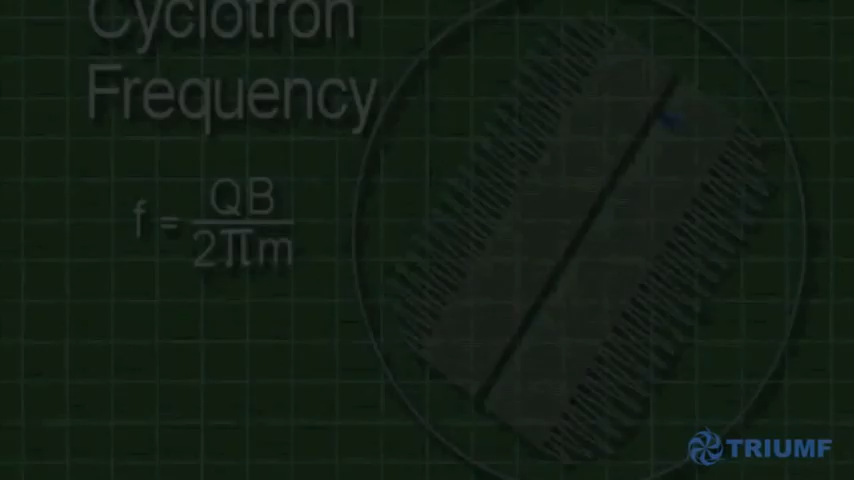 Cyclotron
Frequency
f = QB
2πm
TRIUMF